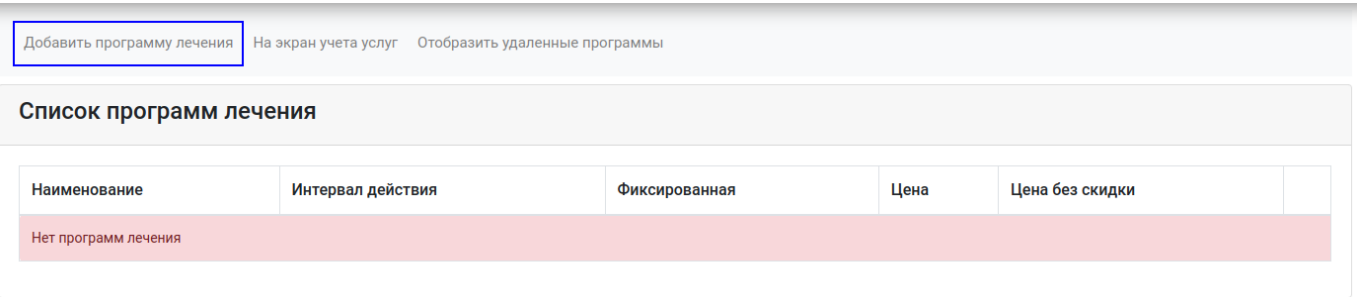 Добавить программу лечения На экран учета услуг Отобразить удаленные программы
Список программ лечения
Наименование Интервал действия Фиксированная Цена Цена без скидки
Нет программ лечения